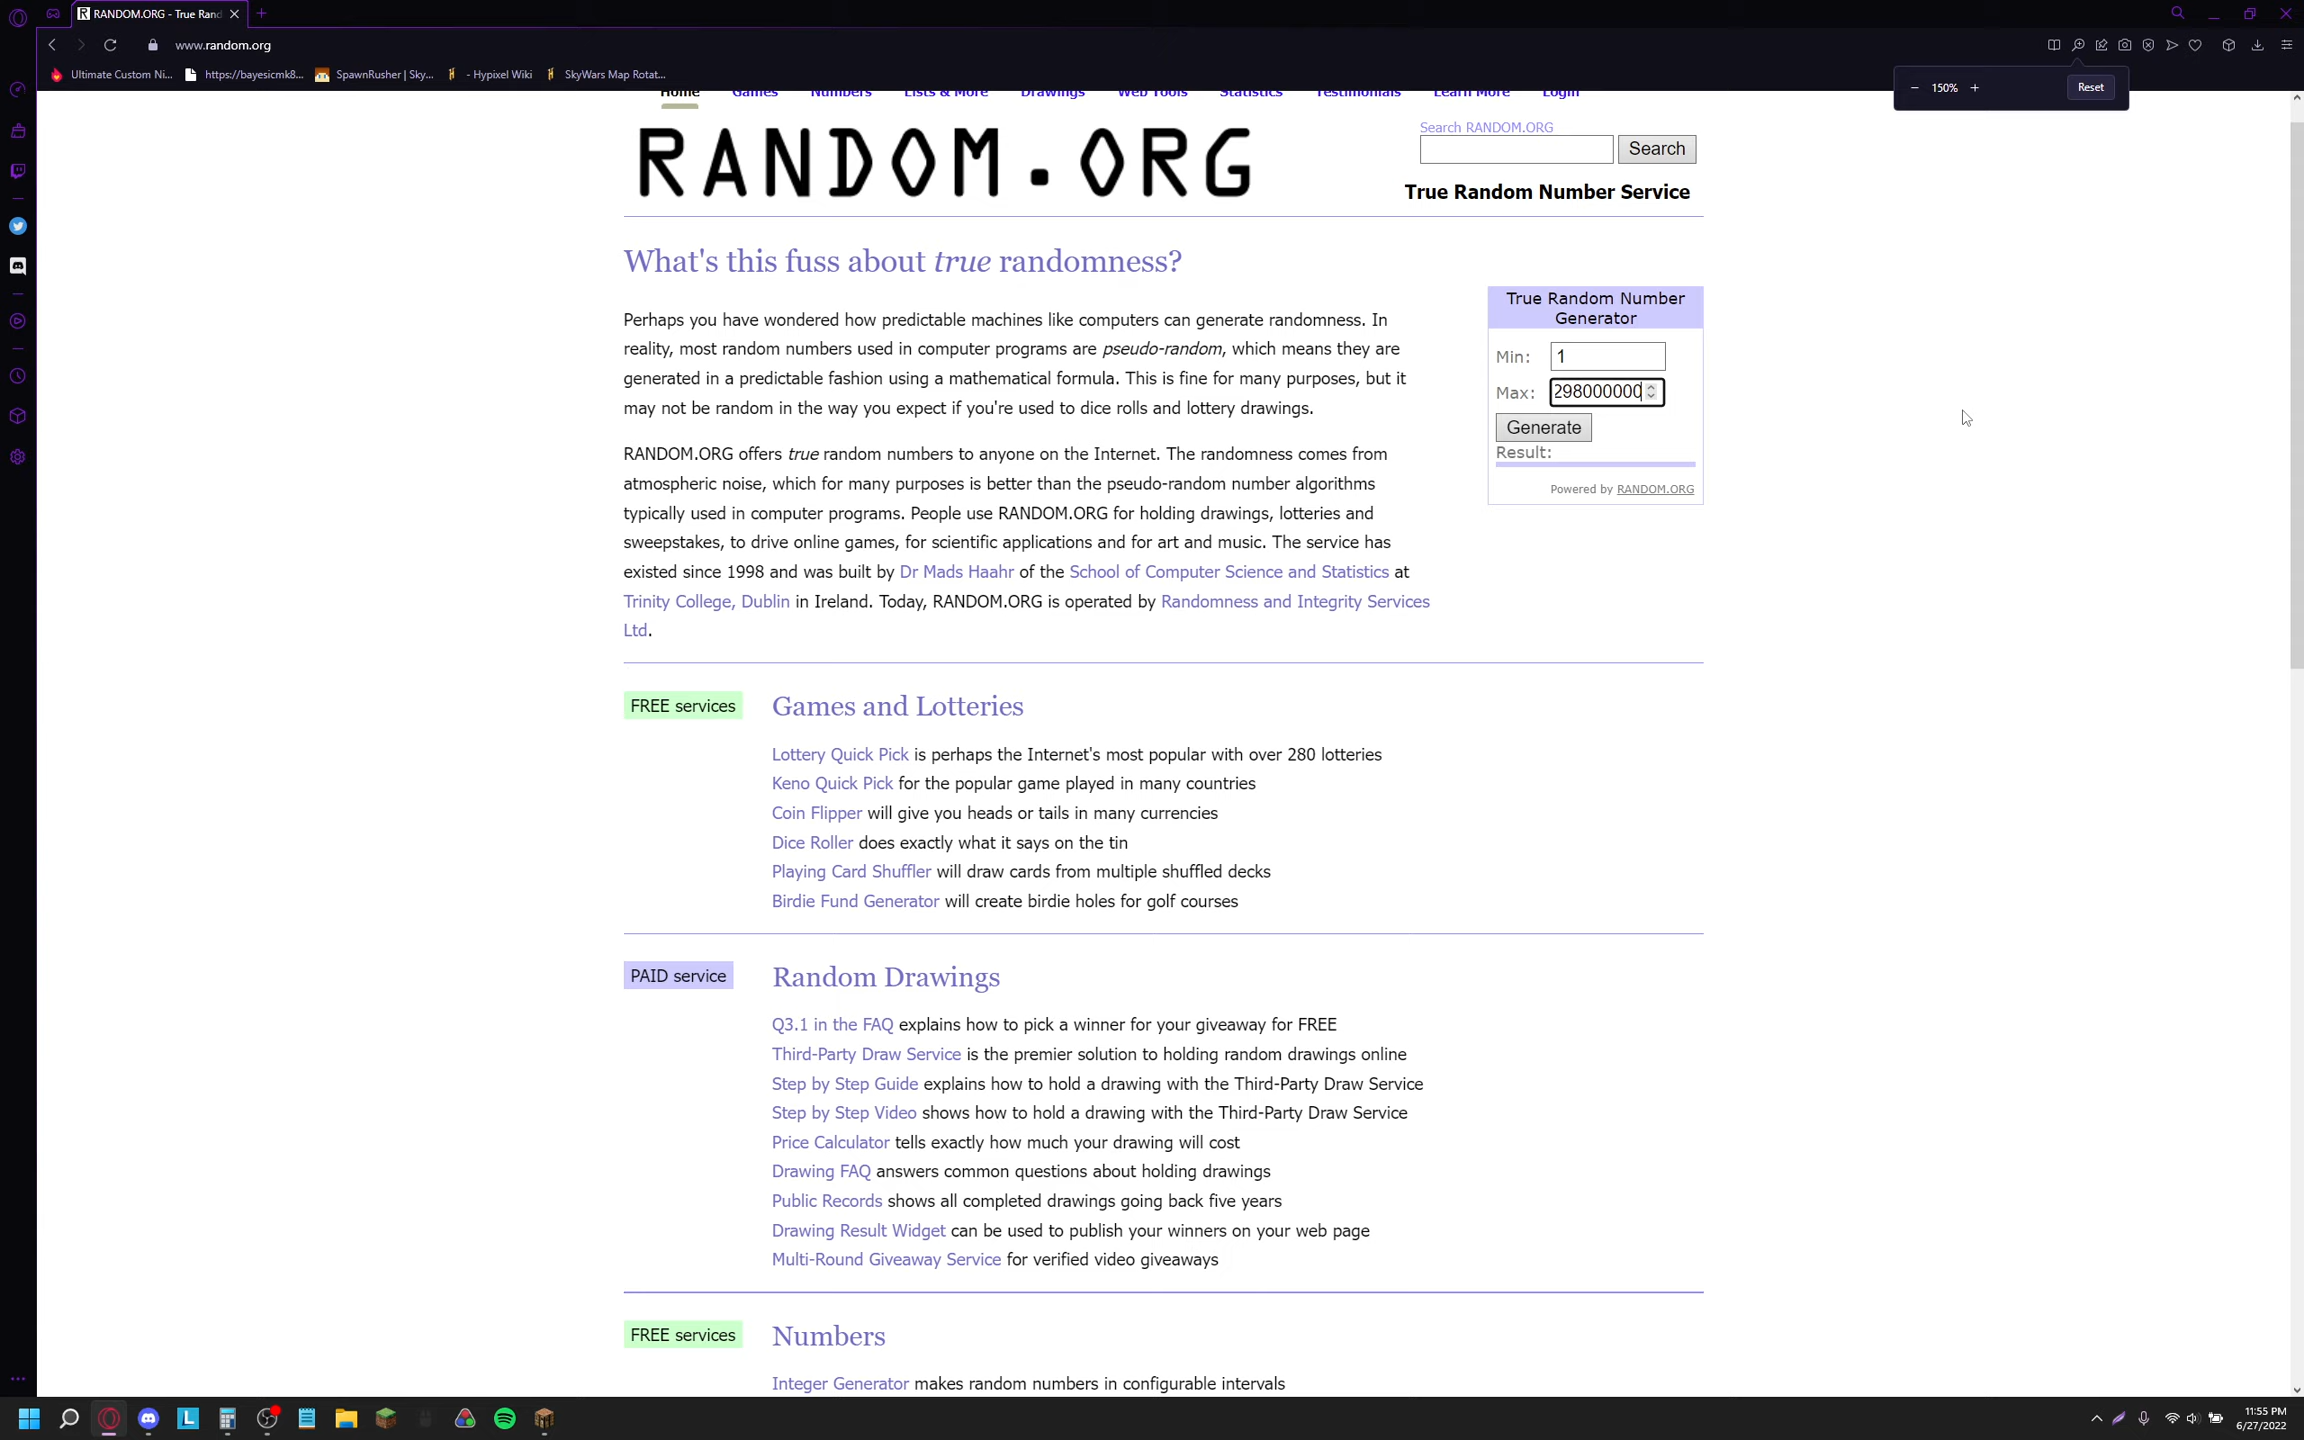 RANDOM.ORG - True Rand
www.random.org
Ultimate Custom Ni...
https://bayesicmk8...
SpawnRusher | Sky...
- Hypixel Wiki
SkyWars Map Rotat...
− 150% +
Reset
Home Games Numbers Lists & More Drawings Web Tools Statistics Testimonials Learn More Login
RANDOM.ORG
Search RANDOM.ORG
Search
True Random Number Service
What's this fuss about true randomness?
Perhaps you have wondered how predictable machines like computers can generate randomness. In
reality, most random numbers used in computer programs are pseudo-random, which means they are
generated in a predictable fashion using a mathematical formula. This is fine for many purposes, but it
may not be random in the way you expect if you're used to dice rolls and lottery drawings.
RANDOM.ORG offers true random numbers to anyone on the Internet. The randomness comes from
atmospheric noise, which for many purposes is better than the pseudo-random number algorithms
typically used in computer programs. People use RANDOM.ORG for holding drawings, lotteries and
sweepstakes, to drive online games, for scientific applications and for art and music. The service has
existed since 1998 and was built by Dr Mads Haahr of the School of Computer Science and Statistics at
Trinity College, Dublin in Ireland. Today, RANDOM.ORG is operated by Randomness and Integrity Services
Ltd.
True Random Number
Generator
Min: 1
Max: 298000000
Generate
Result:
Powered by RANDOM.ORG
FREE services
Games and Lotteries
Lottery Quick Pick is perhaps the Internet's most popular with over 280 lotteries
Keno Quick Pick for the popular game played in many countries
Coin Flipper will give you heads or tails in many currencies
Dice Roller does exactly what it says on the tin
Playing Card Shuffler will draw cards from multiple shuffled decks
Birdie Fund Generator will create birdie holes for golf courses
PAID service
Random Drawings
Q3.1 in the FAQ explains how to pick a winner for your giveaway for FREE
Third-Party Draw Service is the premier solution to holding random drawings online
Step by Step Guide explains how to hold a drawing with the Third-Party Draw Service
Step by Step Video shows how to hold a drawing with the Third-Party Draw Service
Price Calculator tells exactly how much your drawing will cost
Drawing FAQ answers common questions about holding drawings
Public Records shows all completed drawings going back five years
Drawing Result Widget can be used to publish your winners on your web page
Multi-Round Giveaway Service for verified video giveaways
FREE services
Numbers
Integer Generator makes random numbers in configurable intervals
11:55 PM
6/27/2022